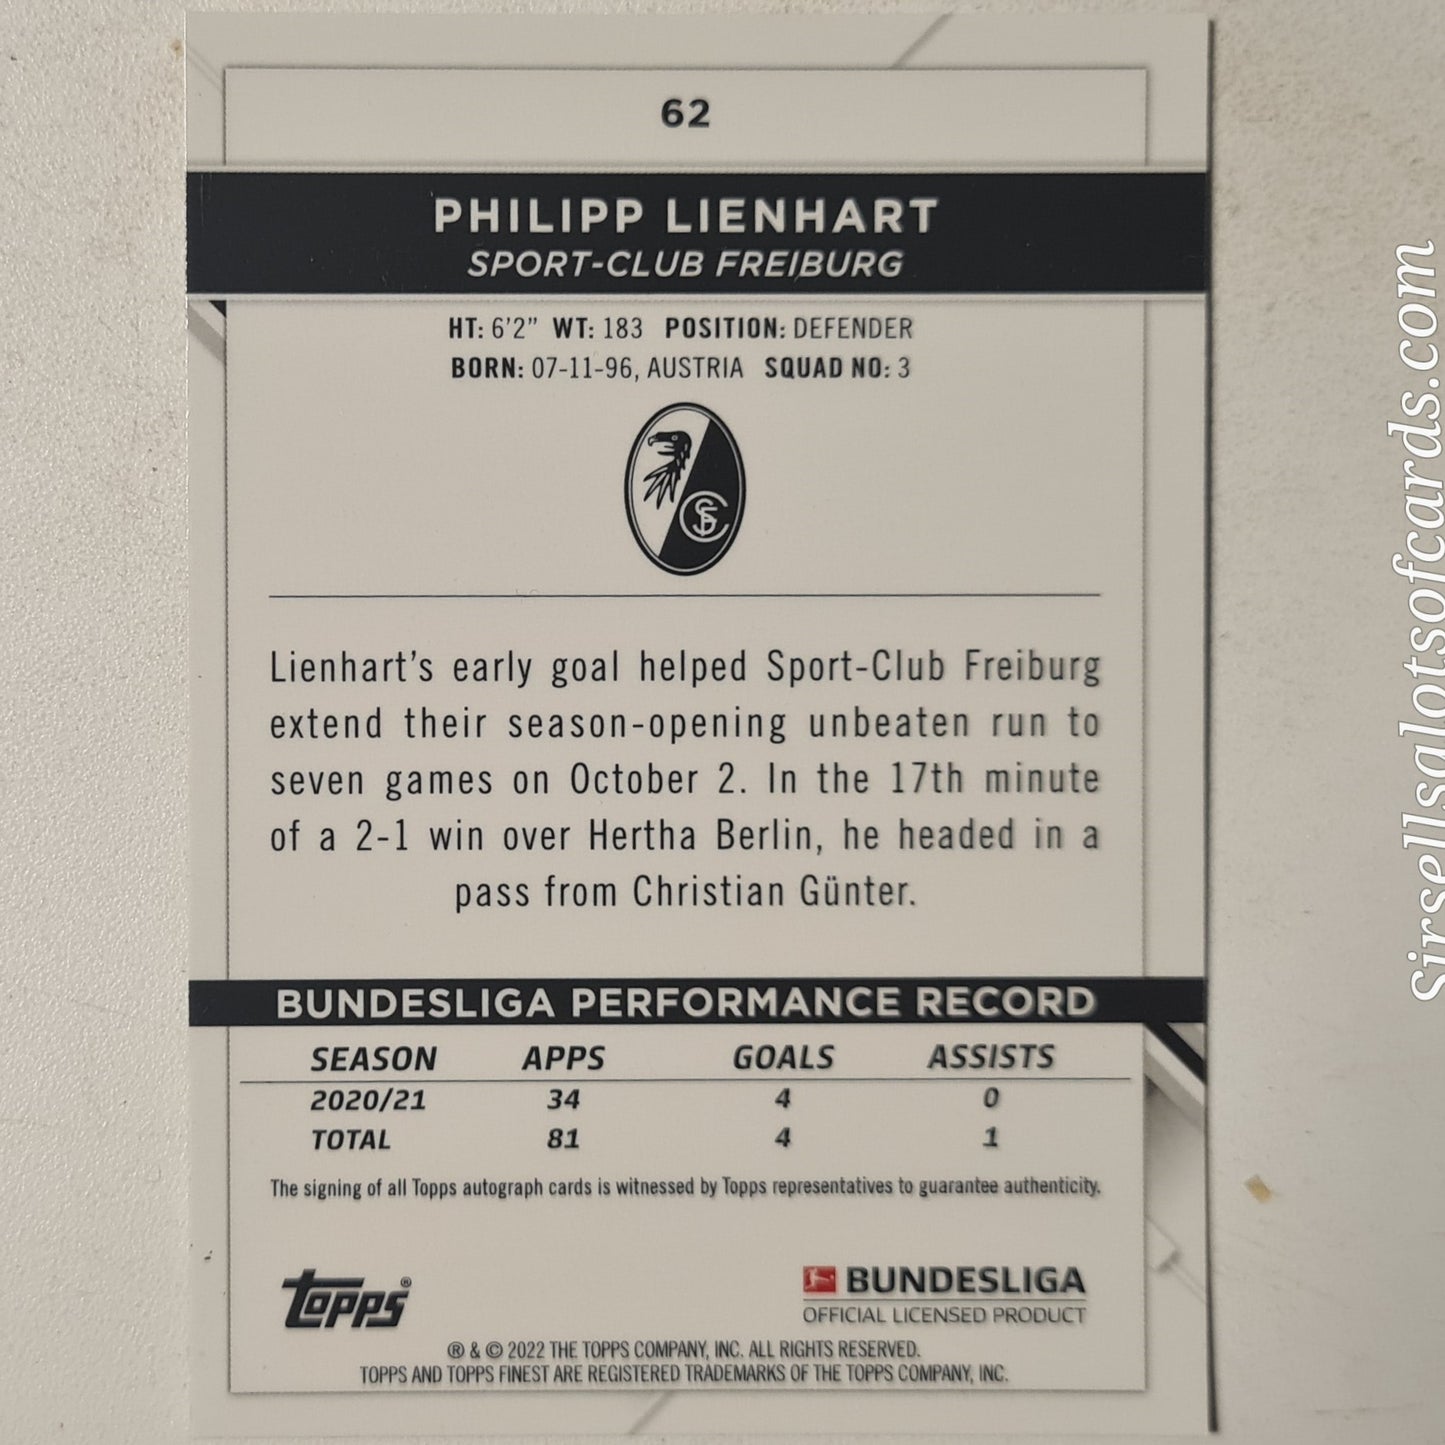 62
PHILIPP LIENHART
SPORT-CLUB FREIBURG
HT: 6'2" WT: 183 POSITION: DEFENDER
BORN: 07-11-96, AUSTRIA SQUAD NO: 3
SCF
Lienhart's early goal helped Sport-Club Freiburg
extend their season-opening unbeaten run to
seven games on October 2. In the 17th minute
of a 2-1 win over Hertha Berlin, he headed in a
pass from Christian Günter.
BUNDESLIGA PERFORMANCE RECORD
SEASON APPS GOALS ASSISTS
2020/21 34 4 0
TOTAL 81 4 1
The signing of all Topps autograph cards is witnessed by Topps representatives to guarantee authenticity.
Topps®
BUNDESLIGA
OFFICIAL LICENSED PRODUCT
® & © 2022 THE TOPPS COMPANY, INC. ALL RIGHTS RESERVED.
TOPPS AND TOPPS FINEST ARE REGISTERED TRADEMARKS OF THE TOPPS COMPANY, INC.
Sirsellsalotsofcards.com